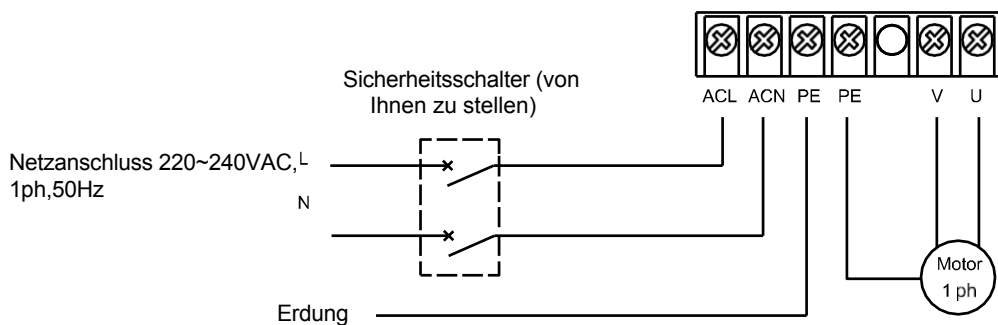 Sicherheitsschalter (von
Ihnen zu stellen)
ACL ACN PE PE V U
Netzanschluss 220~240VAC, L
1ph,50Hz
N
Motor
1 ph
Erdung